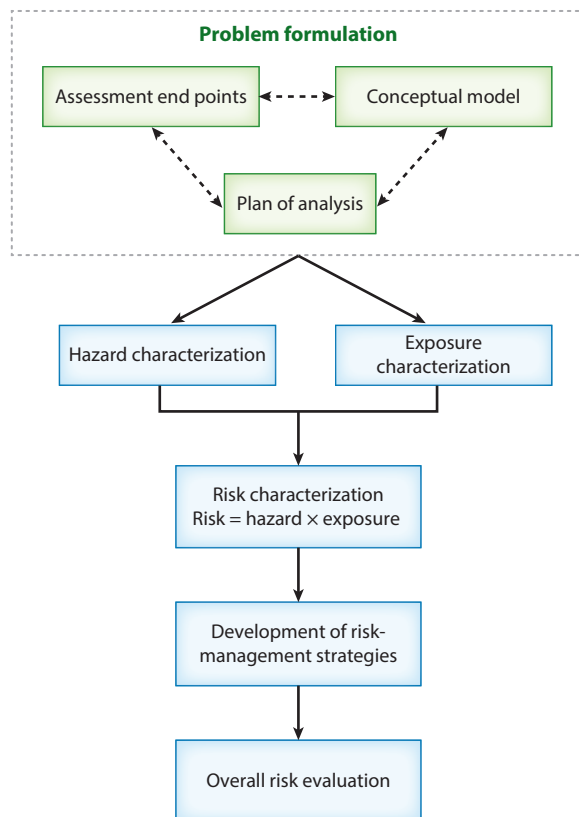 Problem formulation
Assessment end points
Conceptual model
Plan of analysis
Hazard characterization
Exposure
characterization
Risk characterization
Risk = hazard × exposure
Development of risk-
management strategies
Overall risk evaluation